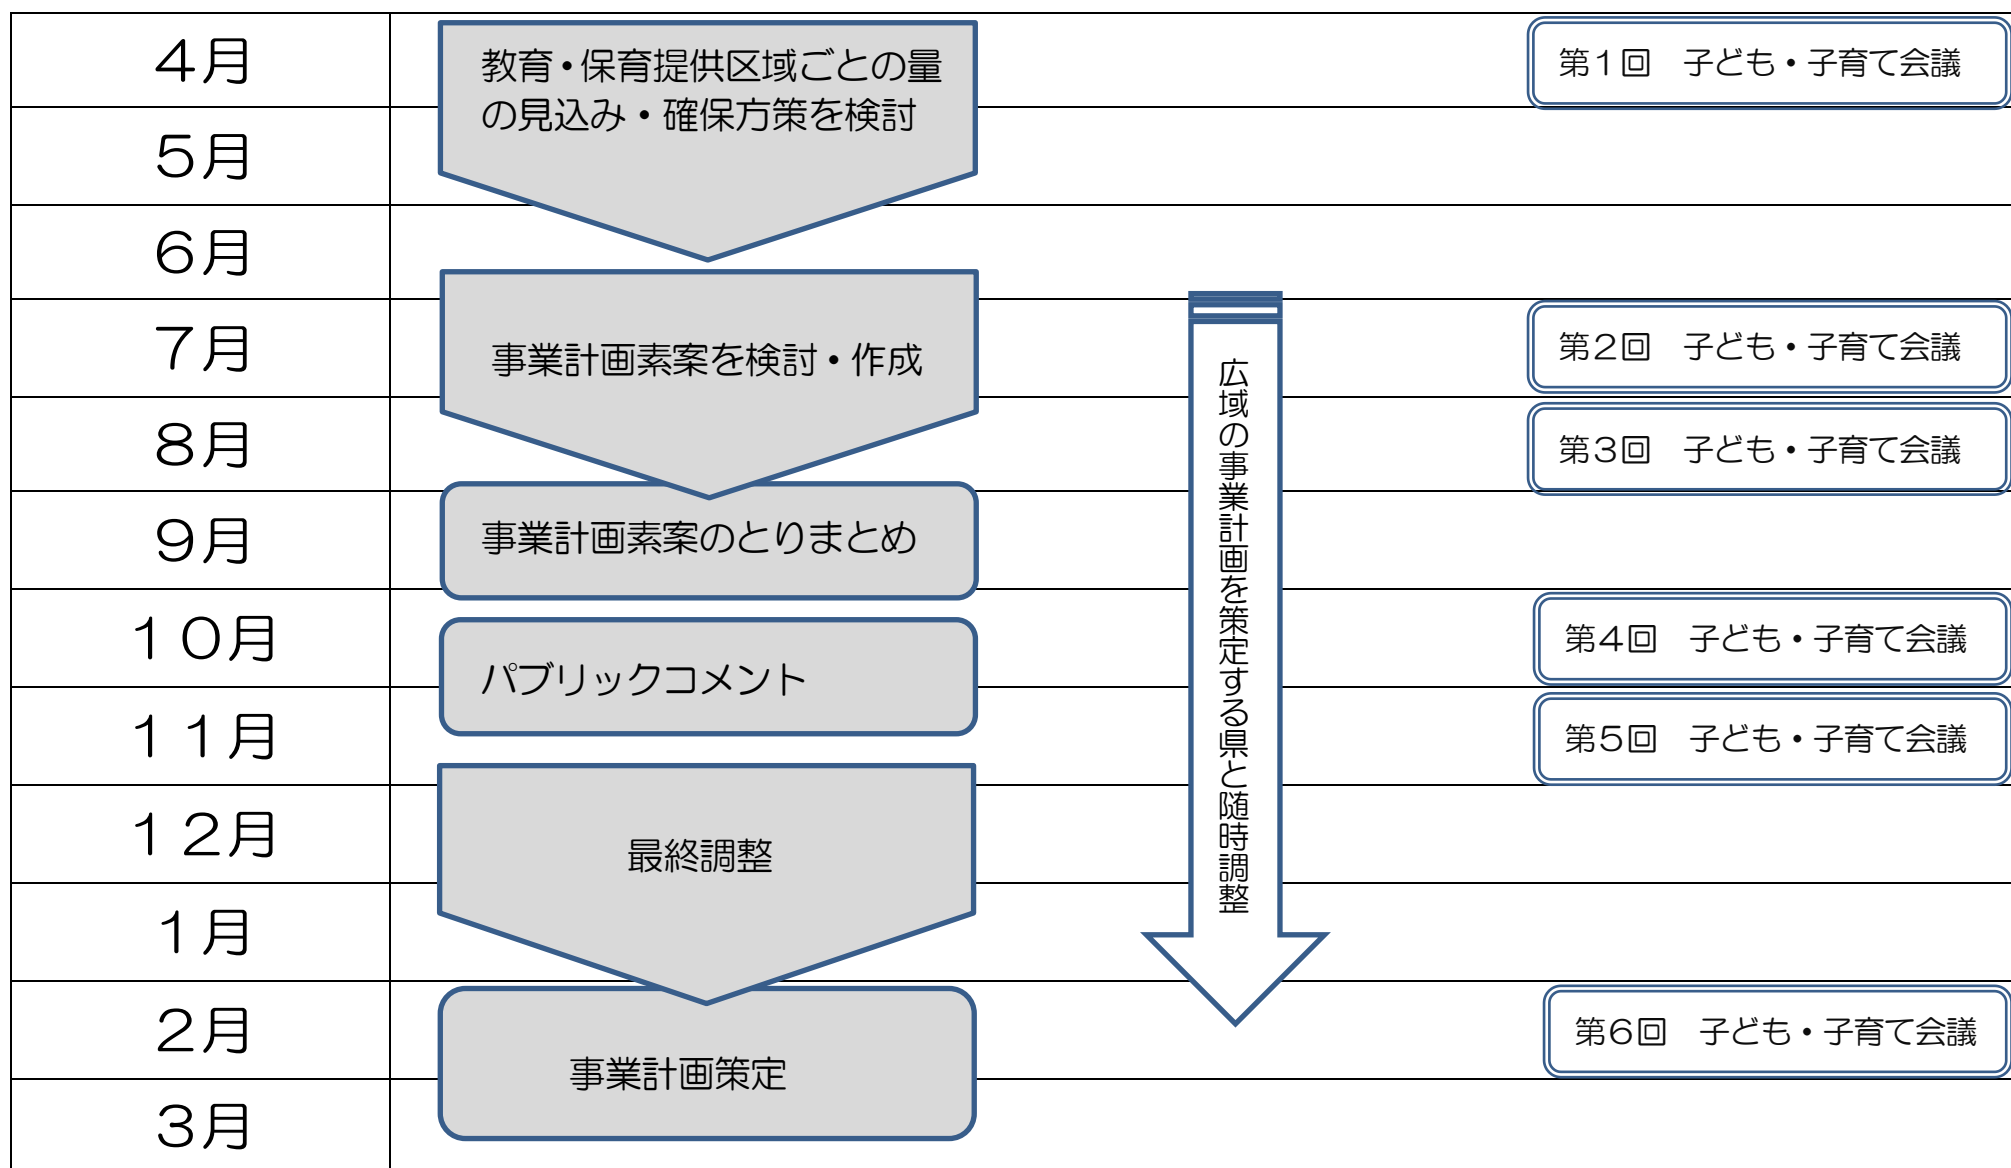 4月
教育・保育提供区域ごとの量
の見込み・確保方策を検討
第1回　子ども・子育て会議
5月
6月
7月
事業計画素案を検討・作成
第2回　子ども・子育て会議
広域の事業計画を策定する県と随時調整
8月
第3回　子ども・子育て会議
9月
事業計画素案のとりまとめ
10月
パブリックコメント
第4回　子ども・子育て会議
11月
第5回　子ども・子育て会議
12月
最終調整
1月
2月
事業計画策定
第6回　子ども・子育て会議
3月